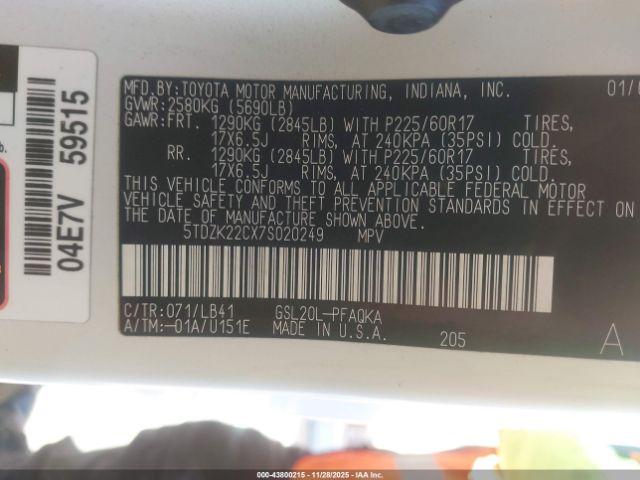 MFD.BY:TOYOTA MOTOR MANUFACTURING, INDIANA, INC. 01/
GVWR:2580KG (5690LB)
GAWR:FRT. 1290KG (2845LB) WITH P225/60R17 TIRES,
17X6.5J RIMS, AT 240KPA (35PSI) COLD.
RR. 1290KG (2845LB) WITH P225/60R17 TIRES,
17X6.5J RIMS, AT 240KPA (35PSI) COLD.
THIS VEHICLE CONFORMS TO ALL APPLICABLE FEDERAL MOTOR
VEHICLE SAFETY AND THEFT PREVENTION STANDARDS IN EFFECT ON
THE DATE OF MANUFACTURE SHOWN ABOVE.
5TDZK22CX7S020249 MPV
C/TR:071/LB41 GSL20L-PFAQKA
A/TM:-01A/U151E MADE IN U.S.A. 205 A
04E7V 59515
b.
000-43800215 - 11/28/2025 - IAAI.com